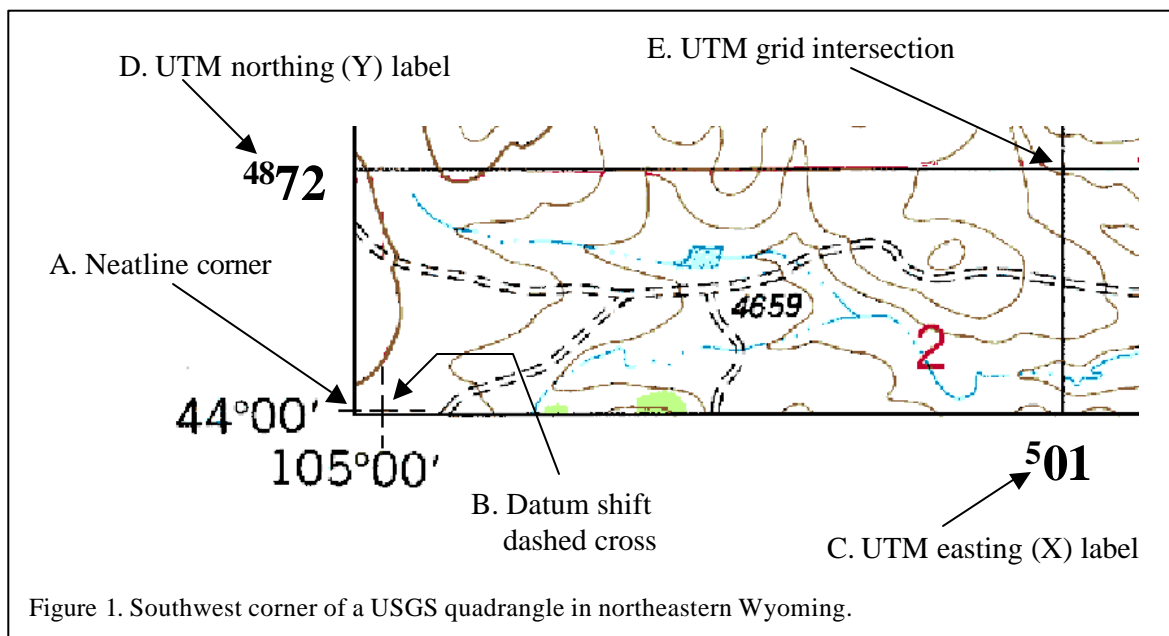 E. UTM grid intersection
D. UTM northing (Y) label
4872
A. Neatline corner
4659
2
44°00′
105°00′
501
B. Datum shift
dashed cross
C. UTM easting (X) label
Figure 1. Southwest corner of a USGS quadrangle in northeastern Wyoming.